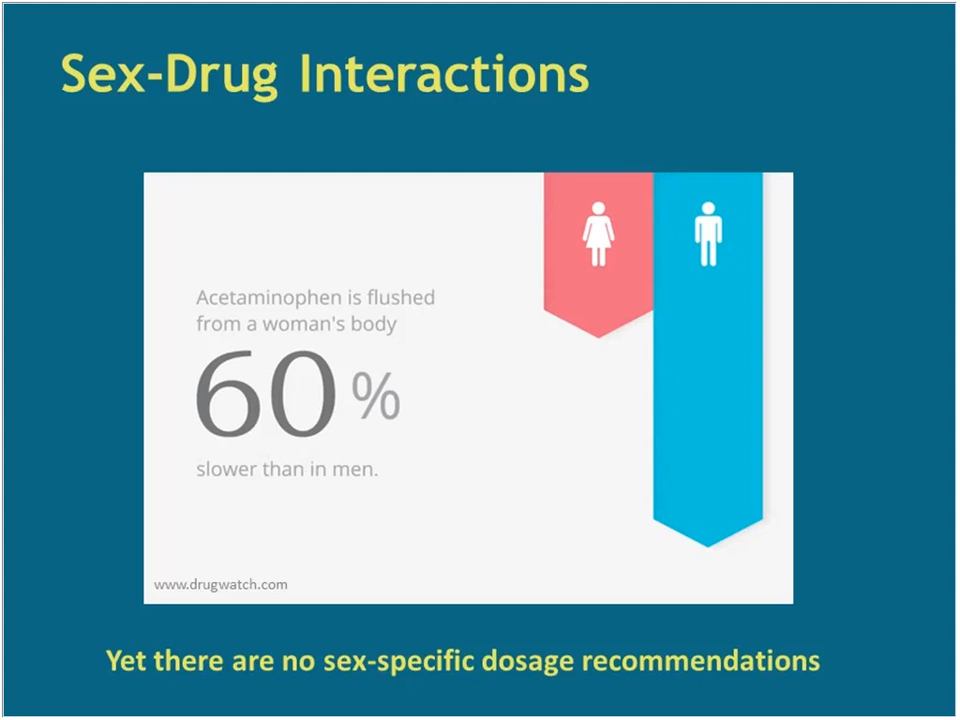 Sex-Drug Interactions
Acetaminophen is flushed
from a woman's body
60 %
slower than in men.
www.drugwatch.com
Yet there are no sex-specific dosage recommendations